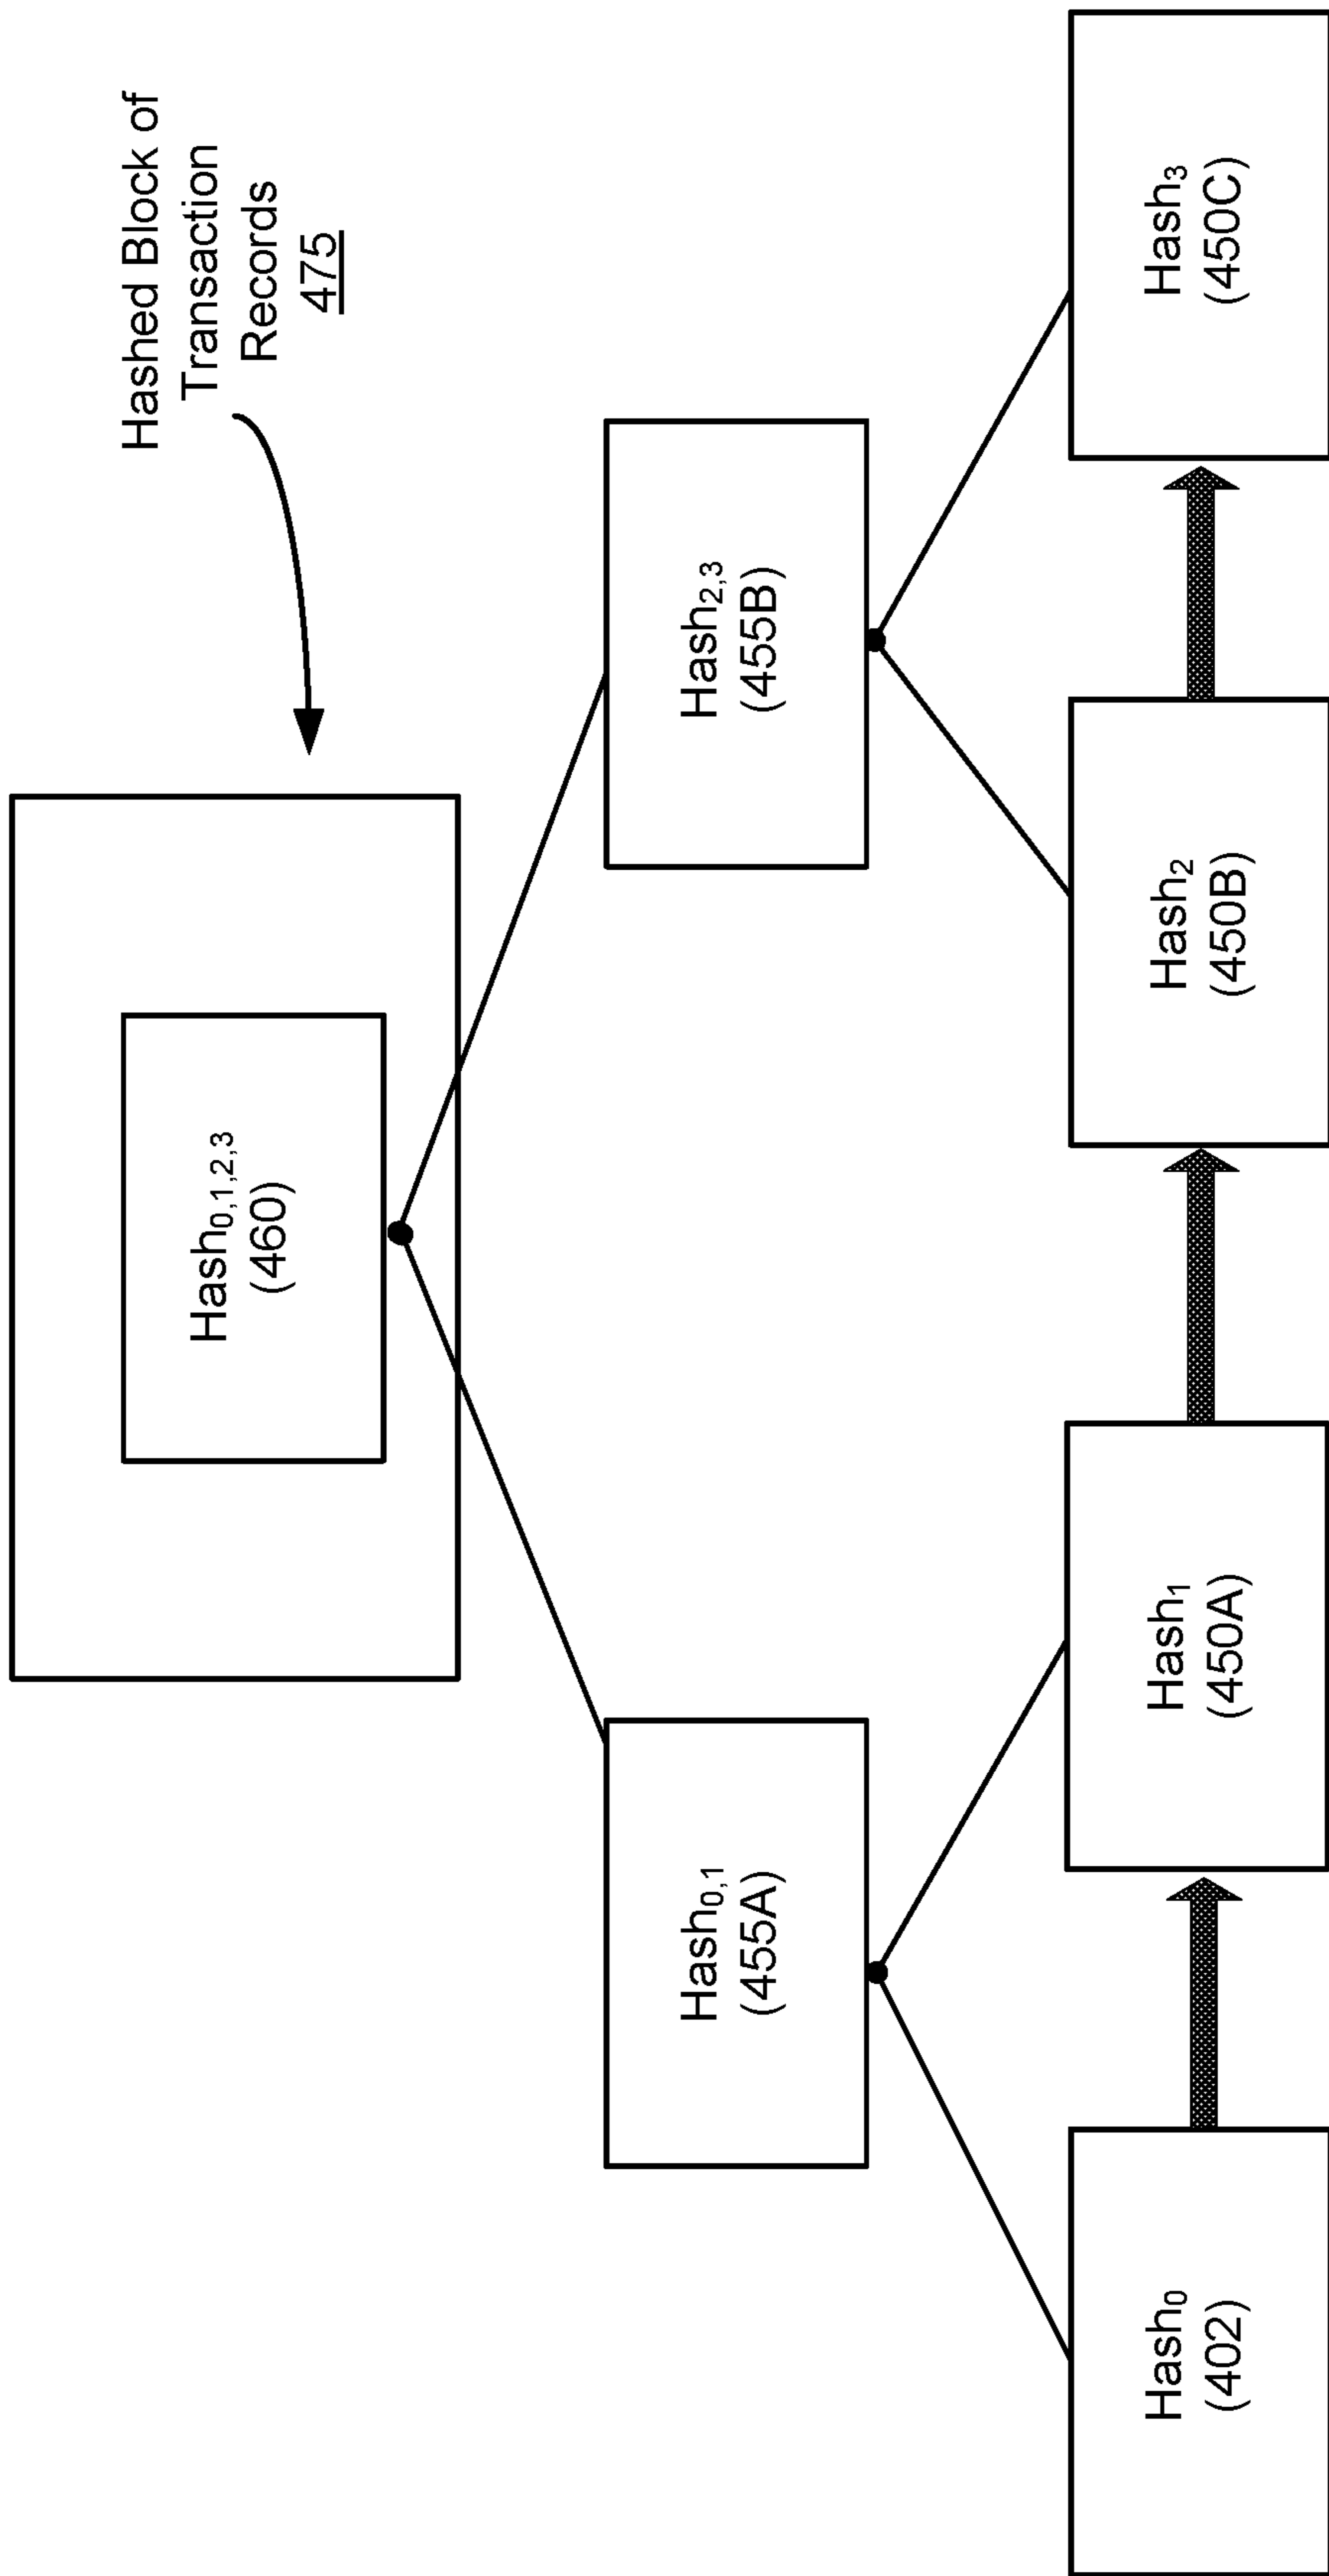 Hashed Block of
Transaction
Records
475
Hash0,1,2,3
(460)
Hash0,1
(455A)
Hash2,3
(455B)
Hash0
(402)
Hash1
(450A)
Hash2
(450B)
Hash3
(450C)